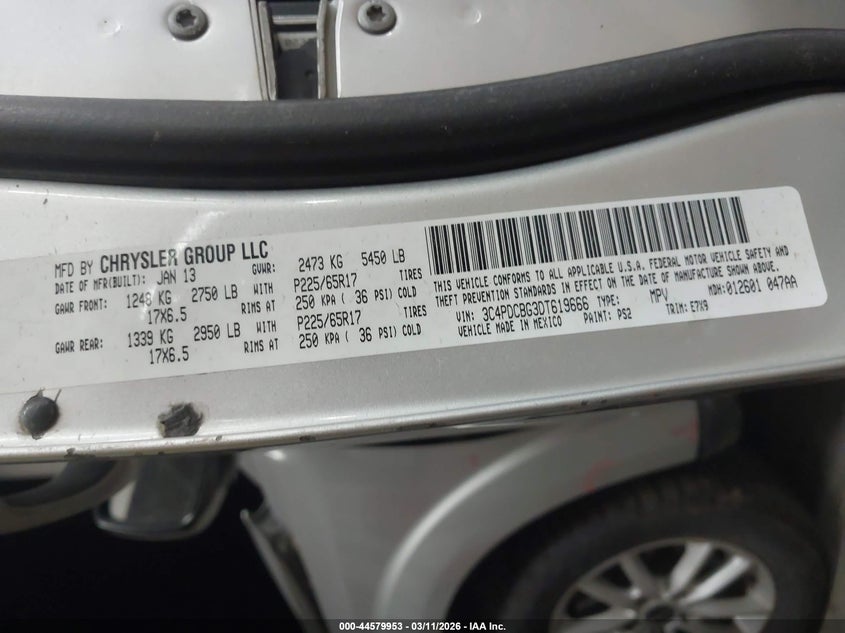 MFD BY CHRYSLER GROUP LLC
DATE OF MFR(BUILT): JAN 13 GVWR: 2473 KG 5450 LB
GAWR FRONT: 1248 KG 2750 LB WITH P225/65R17 TIRES
17X6.5 RIMS AT 250 KPA ( 36 PSI) COLD
GAWR REAR: 1339 KG 2950 LB WITH P225/65R17 TIRES
17X6.5 RIMS AT 250 KPA ( 36 PSI) COLD
THIS VEHICLE CONFORMS TO ALL APPLICABLE U.S.A. FEDERAL MOTOR VEHICLE SAFETY AND
THEFT PREVENTION STANDARDS IN EFFECT ON THE DATE OF MANUFACTURE SHOWN ABOVE.
VIN: 3C4PDCBG3DT619666 TYPE: MPV MDH: 012601 047AA
VEHICLE MADE IN MEXICO PAINT: PS2 TRIM: E7X9
000-44579953 - 03/11/2026 - IAA Inc.